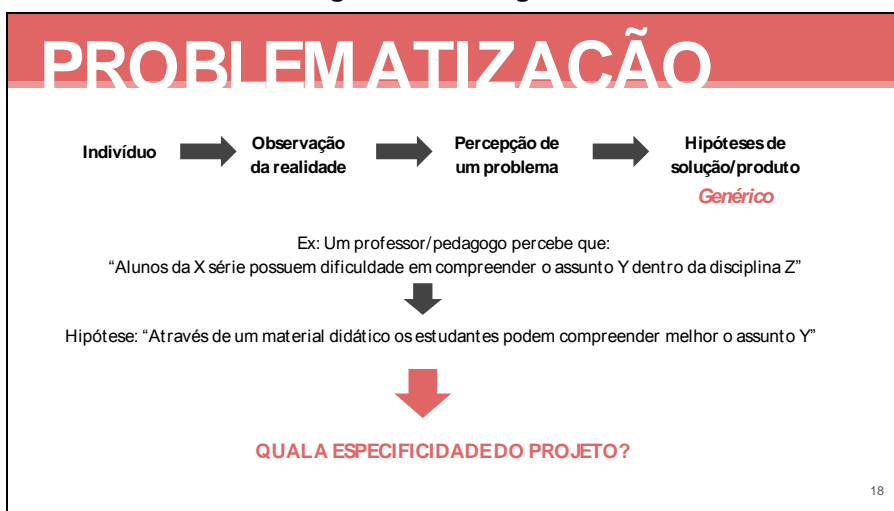 PROBLEMATIZAÇÃO
Indivíduo
Observação
da realidade
Percepção de
um problema
Hipóteses de
solução/produto
Genérico
Ex: Um professor/pedagogo percebe que:
“Alunos da X série possuem dificuldade em compreender o assunto Y dentro da disciplina Z”
Hipótese: “Através de um material didático os estudantes podem compreender melhor o assunto Y”
QUAL A ESPECIFICIDADE DO PROJETO?
18